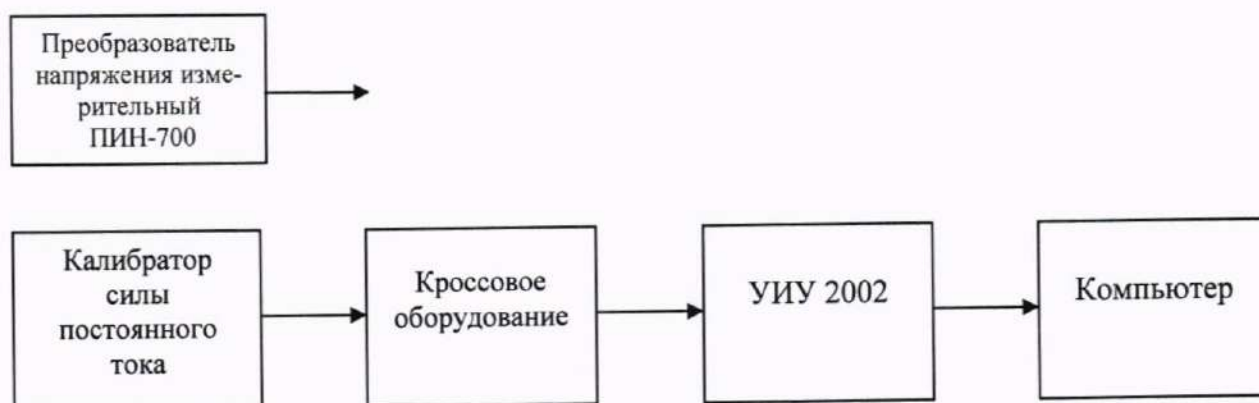 Преобразователь
напряжения изме-
рительный
ПИН-700
Калибратор
силы
постоянного
тока
Кроссовое
оборудование
УИУ 2002
Компьютер